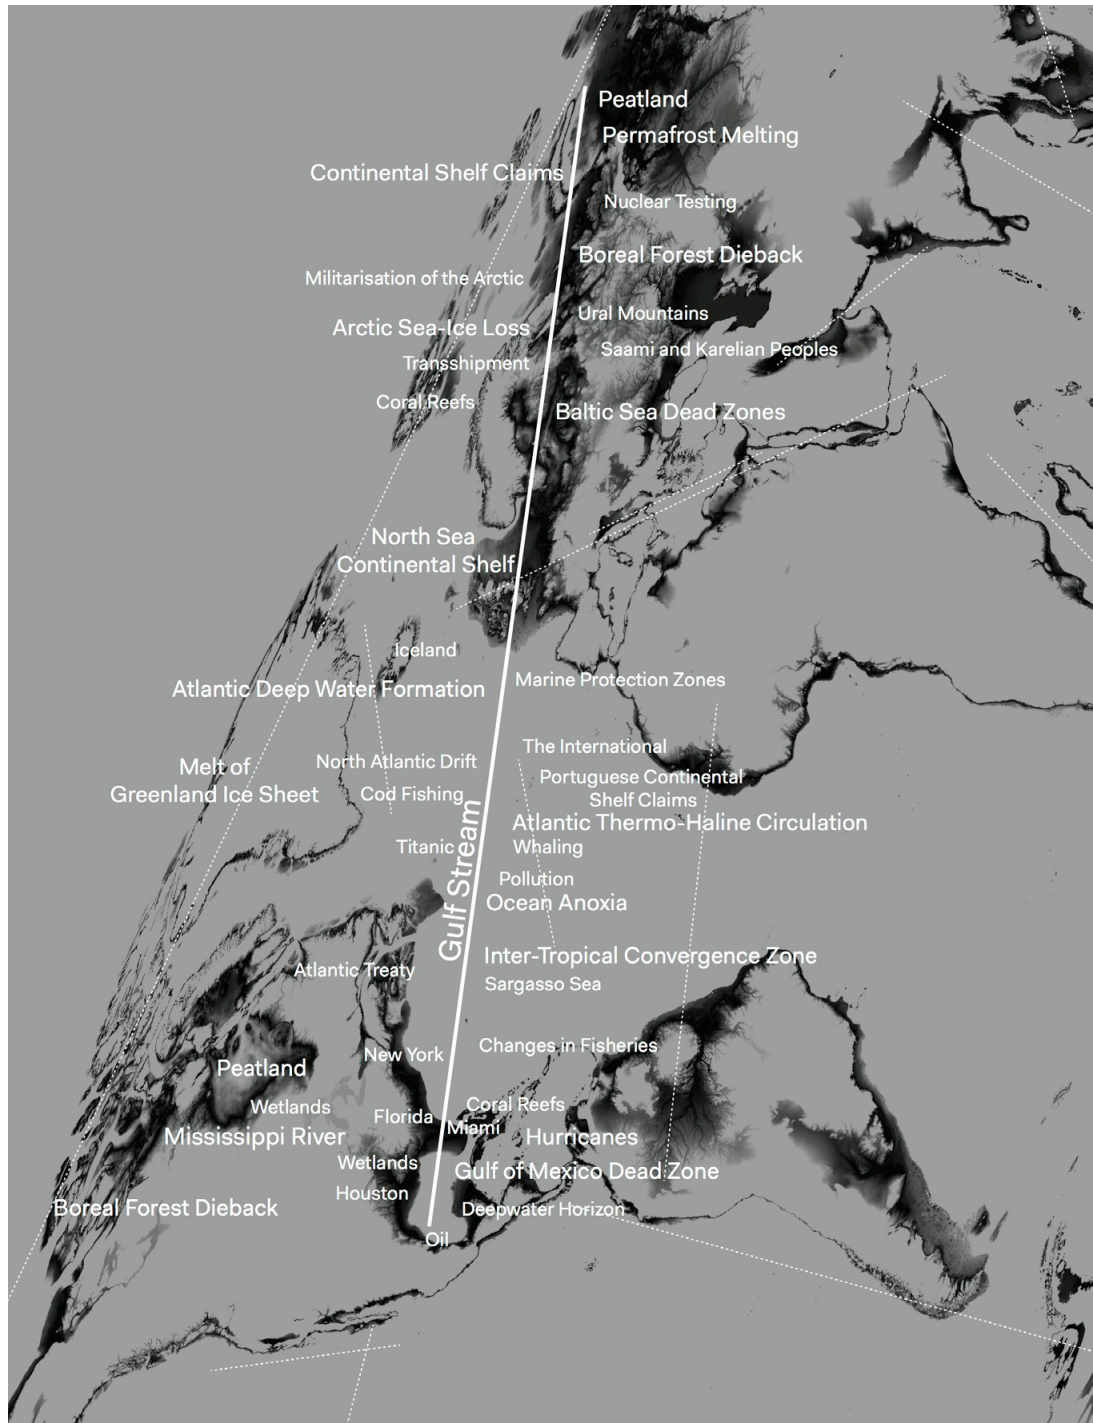 Peatland
Permafrost Melting
Continental Shelf Claims
Nuclear Testing
Boreal Forest Dieback
Militarisation of the Arctic
Ural Mountains
Arctic Sea-Ice Loss
Saami and Karelian Peoples
Transshipment
Coral Reefs
Baltic Sea Dead Zones
North Sea
Continental Shelf
Iceland
Marine Protection Zones
Atlantic Deep Water Formation
The International
North Atlantic Drift
Melt of
Greenland Ice Sheet
Portuguese Continental
Shelf Claims
Cod Fishing
Atlantic Thermo-Haline Circulation
Titanic
Whaling
Gulf Stream
Pollution
Ocean Anoxia
Inter-Tropical Convergence Zone
Atlantic Treaty
Sargasso Sea
Changes in Fisheries
New York
Peatland
Wetlands
Coral Reefs
Florida
Miami
Mississippi River
Hurricanes
Wetlands
Gulf of Mexico Dead Zone
Houston
Boreal Forest Dieback
Deepwater Horizon
Oil